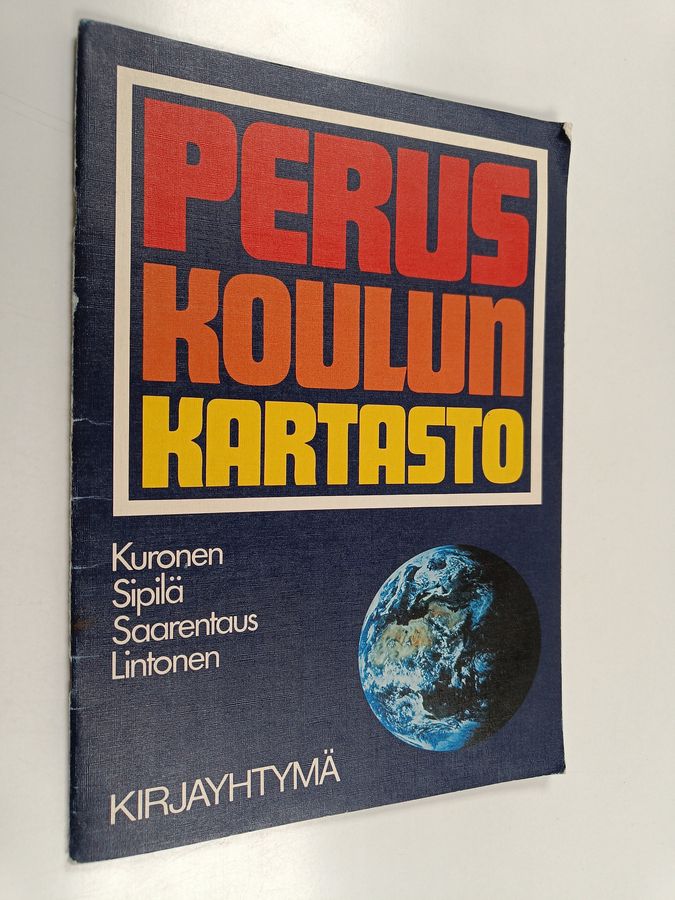 PERUS
KOULUN
KARTASTO
Kuronen
Sipilä
Saarentaus
Lintonen
KIRJAYHTYMÄ